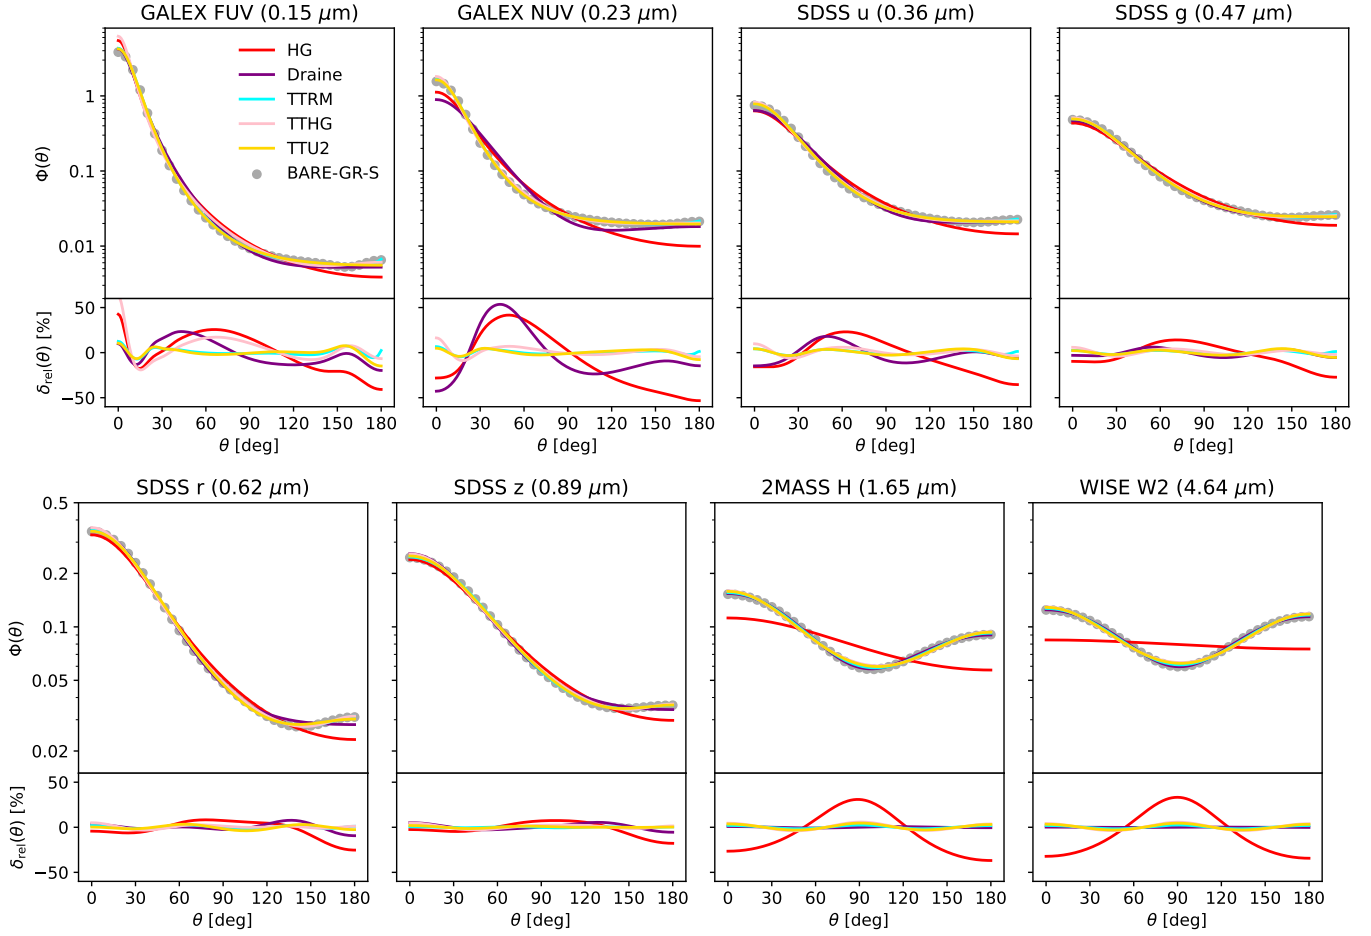 GALEX FUV (0.15 μm)
GALEX NUV (0.23 μm)
SDSS u (0.36 μm)
SDSS g (0.47 μm)
HG
Draine
TTRM
TTHG
TTU2
BARE-GR-S
Φ(θ)
1
0.1
0.01
δrel(θ) [%]
50
0
−50
0 30 60 90 120 150 180
0 30 60 90 120 150 180
0 30 60 90 120 150 180
0 30 60 90 120 150 180
θ [deg]
θ [deg]
θ [deg]
θ [deg]
SDSS r (0.62 μm)
SDSS z (0.89 μm)
2MASS H (1.65 μm)
WISE W2 (4.64 μm)
Φ(θ)
0.5
0.2
0.1
0.05
0.02
δrel(θ) [%]
50
0
−50
0 30 60 90 120 150 180
0 30 60 90 120 150 180
0 30 60 90 120 150 180
0 30 60 90 120 150 180
θ [deg]
θ [deg]
θ [deg]
θ [deg]